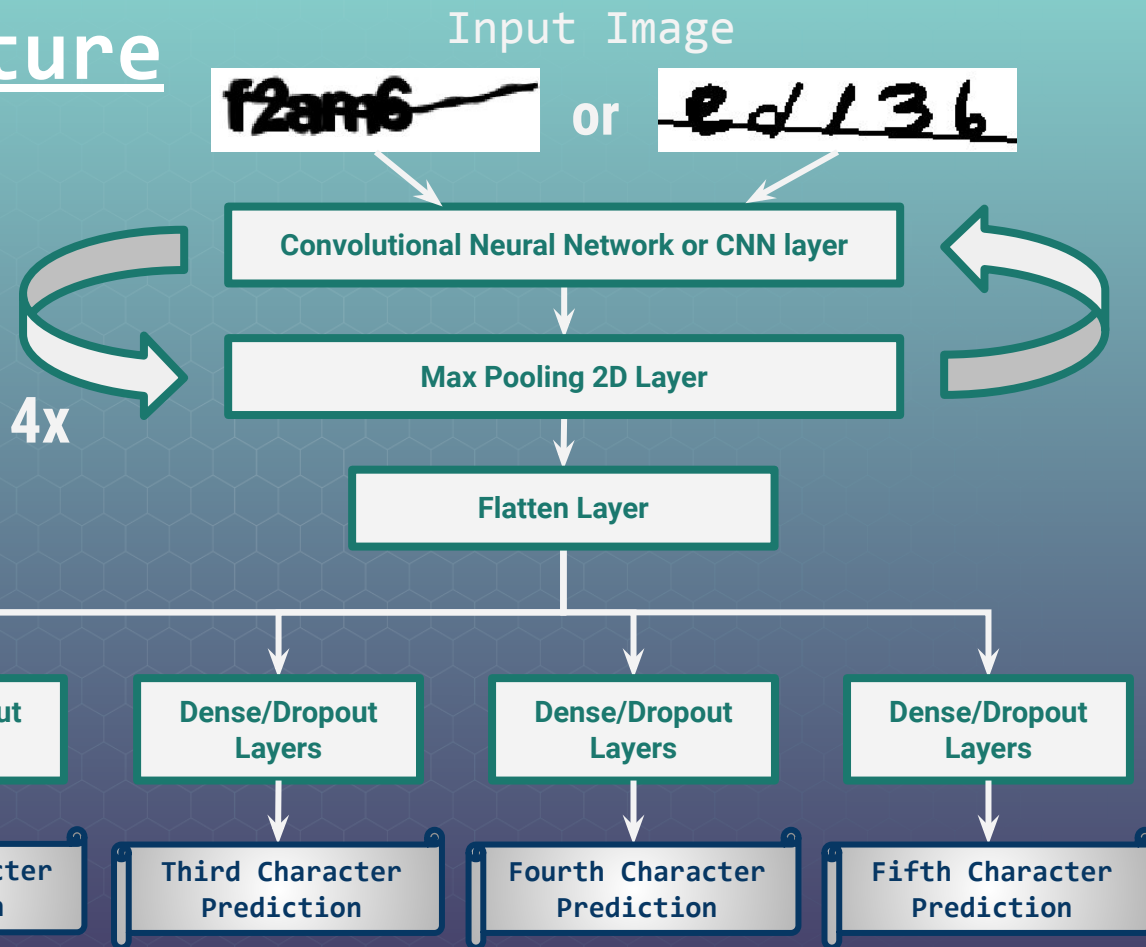 ture
Input Image
f2am6
or
ed136
Convolutional Neural Network or CNN layer
Max Pooling 2D Layer
4x
Flatten Layer
ut
Dense/Dropout
Layers
Dense/Dropout
Layers
Dense/Dropout
Layers
cter
n
Third Character
Prediction
Fourth Character
Prediction
Fifth Character
Prediction